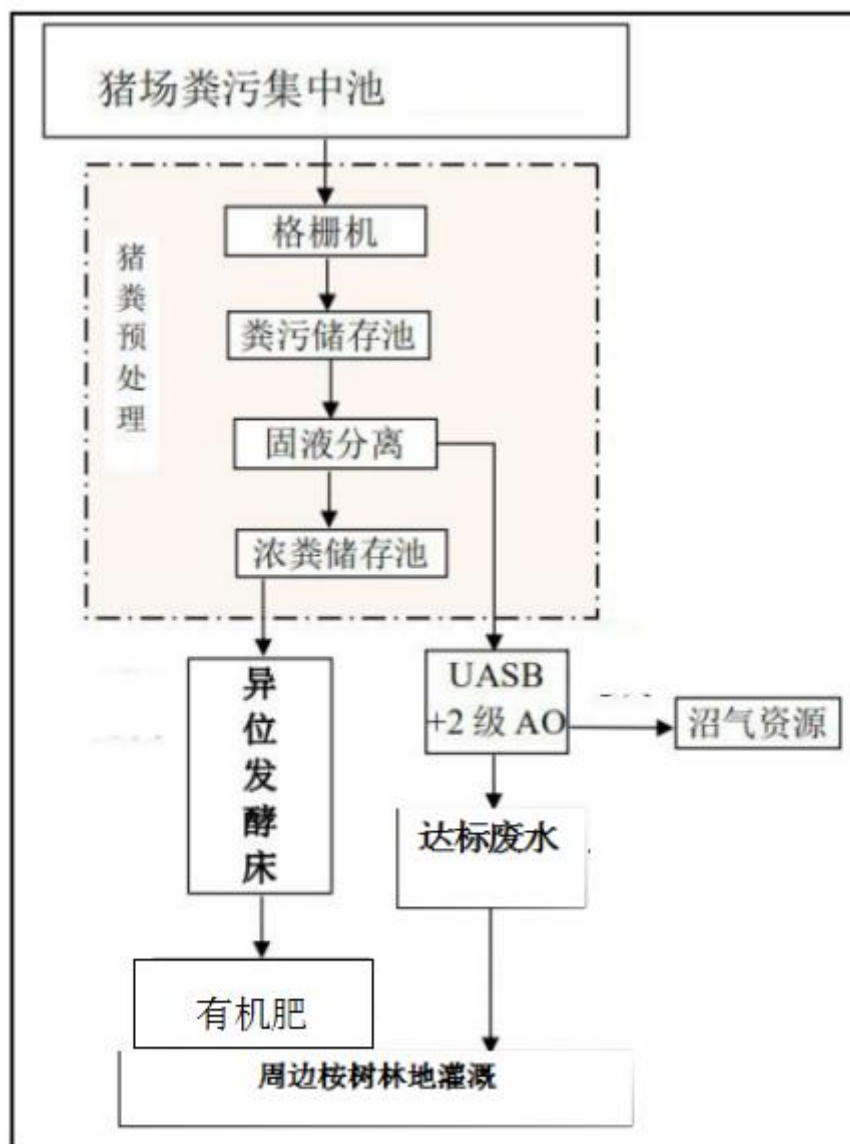 猪场粪污集中池
格栅机
猪粪预处理
粪污储存池
固液分离
浓粪储存池
异位发酵床
UASB
+2 级 AO
沼气资源
达标废水
有机肥
周边桉树林地灌溉